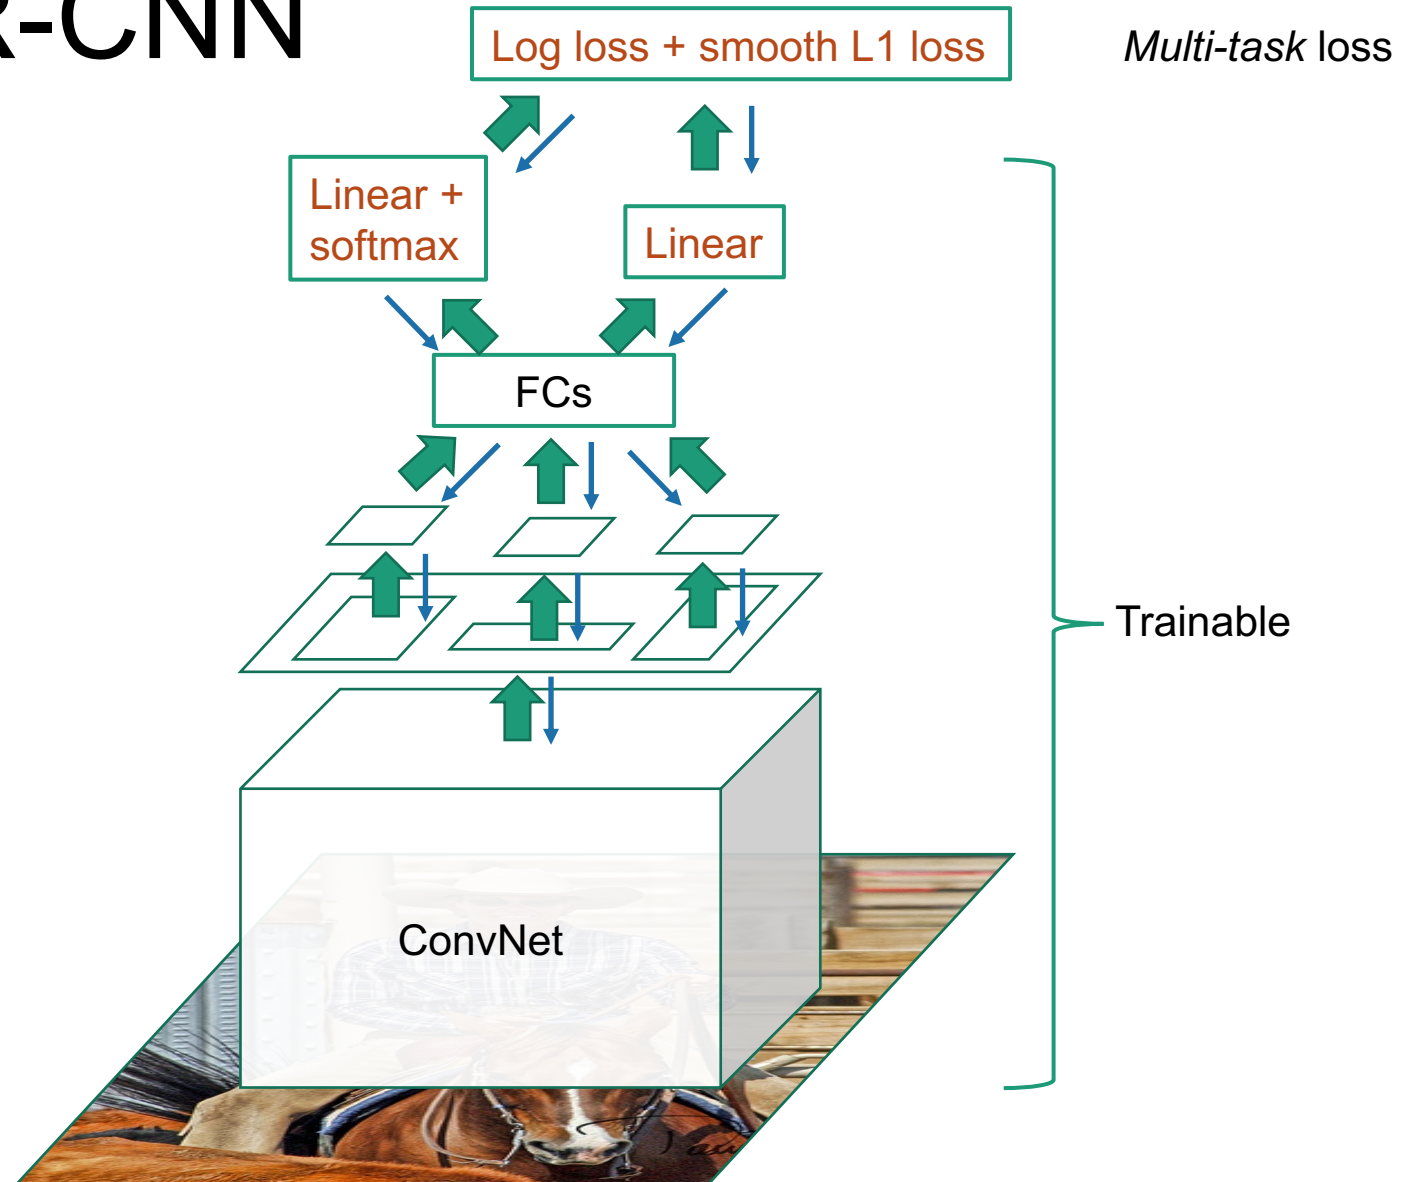 R-CNN
Log loss + smooth L1 loss
Multi-task loss
Linear +
softmax
Linear
FCs
Trainable
ConvNet